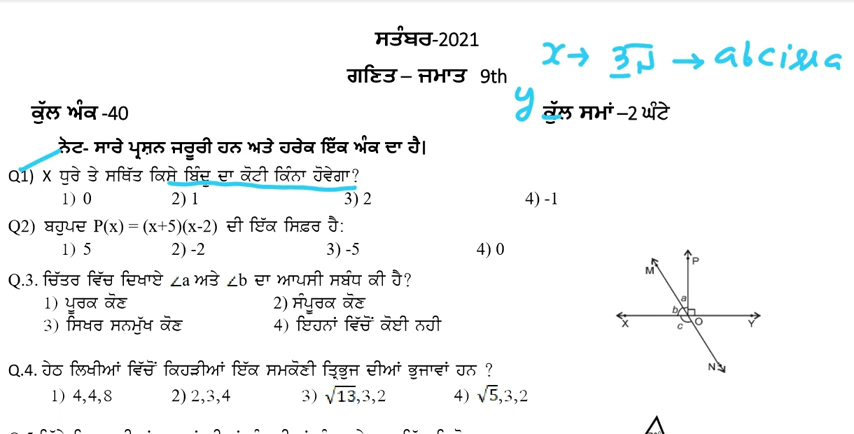 ਸਤੰਬਰ-2021
ਗਣਿਤ – ਜਮਾਤ 9th
x → ਭੁਜ → abcissa
y
ਕੁੱਲ ਅੰਕ -40
ਕੁੱਲ ਸਮਾਂ –2 ਘੰਟੇ
ਨੋਟ- ਸਾਰੇ ਪ੍ਰਸ਼ਨ ਜਰੂਰੀ ਹਨ ਅਤੇ ਹਰੇਕ ਇੱਕ ਅੰਕ ਦਾ ਹੈ।
Q1) X ਧੁਰੇ ਤੇ ਸਥਿੱਤ ਕਿਸੇ ਬਿੰਦੂ ਦਾ ਕੋਟੀ ਕਿੰਨਾ ਹੋਵੇਗਾ?
1) 0 2) 1 3) 2 4) -1
Q2) ਬਹੁਪਦ P(x) = (x+5)(x-2) ਦੀ ਇੱਕ ਸਿਫ਼ਰ ਹੈ:
1) 5 2) -2 3) -5 4) 0
Q.3. ਚਿੱਤਰ ਵਿੱਚ ਦਿਖਾਏ ∠a ਅਤੇ ∠b ਦਾ ਆਪਸੀ ਸਬੰਧ ਕੀ ਹੈ?
1) ਪੂਰਕ ਕੋਣ 2) ਸੰਪੂਰਕ ਕੋਣ
3) ਸਿਖਰ ਸਨਮੁੱਖ ਕੋਣ 4) ਇਹਨਾਂ ਵਿੱਚੋਂ ਕੋਈ ਨਹੀ
P
M
a
b
X c O Y
N
Q.4. ਹੇਠ ਲਿਖੀਆਂ ਵਿੱਚੋਂ ਕਿਹੜੀਆਂ ਇੱਕ ਸਮਕੋਣੀ ਤ੍ਰਿਭੁਜ ਦੀਆਂ ਭੁਜਾਵਾਂ ਹਨ ?
1) 4,4,8 2) 2,3,4 3) √13,3,2 4) √5,3,2